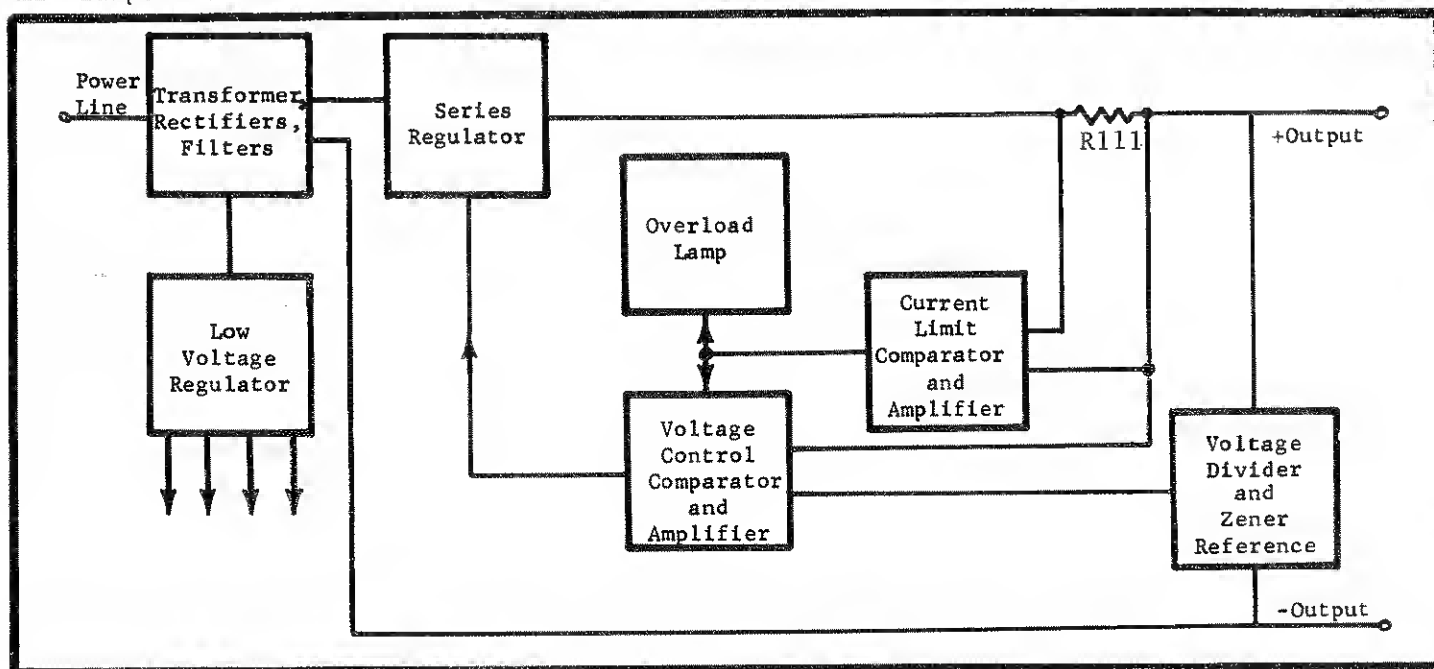 Power
Line
Transformer,
Rectifiers,
Filters
Series
Regulator
R111
+Output
Overload
Lamp
Low
Voltage
Regulator
Current
Limit
Comparator
and
Amplifier
Voltage
Control
Comparator
and
Amplifier
Voltage
Divider
and
Zener
Reference
-Output